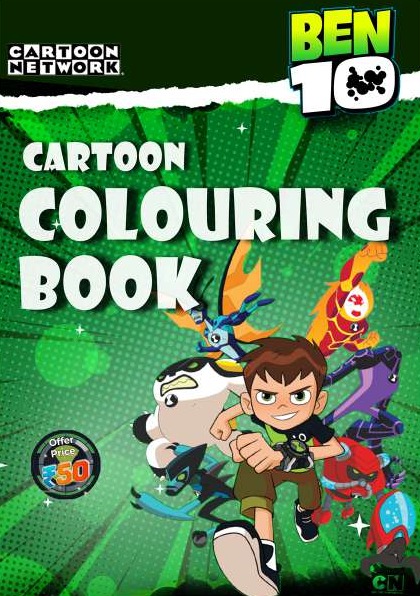 CARTOON
NETWORK.
BEN
10
CARTOON
COLOURING
BOOK
Offer
Price
₹50
CN